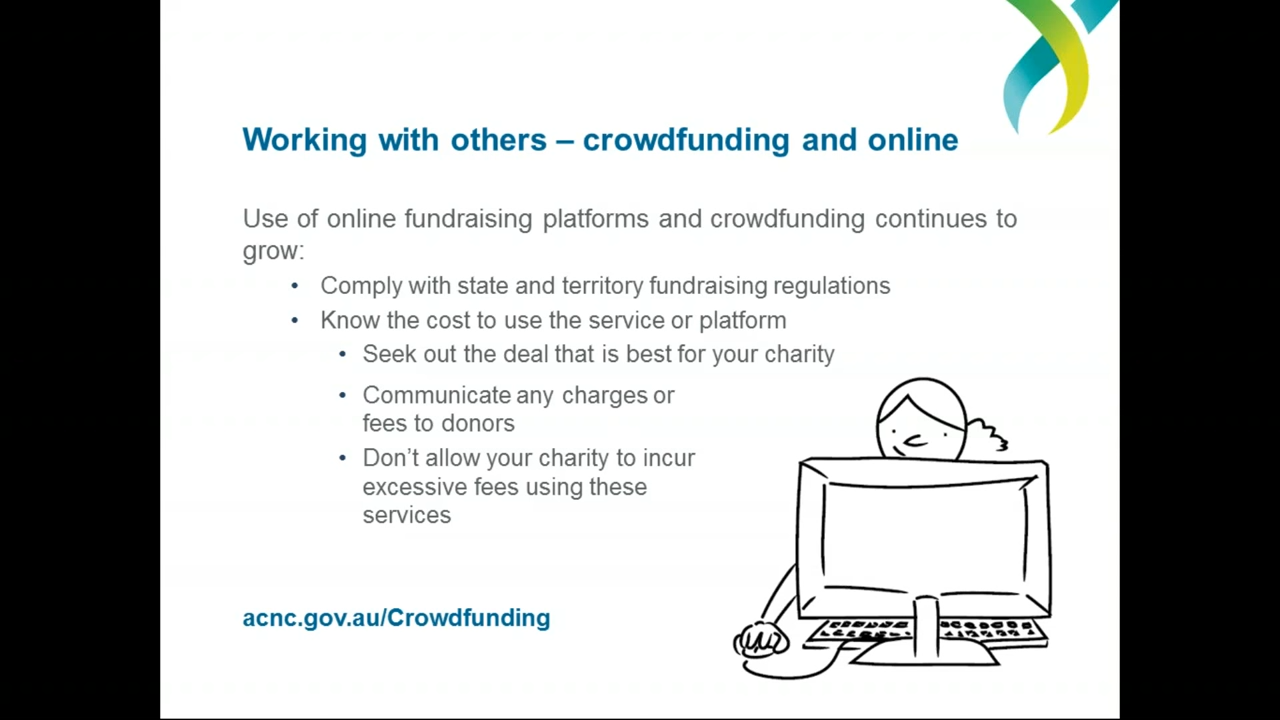 Working with others – crowdfunding and online
Use of online fundraising platforms and crowdfunding continues to
grow:
• Comply with state and territory fundraising regulations
• Know the cost to use the service or platform
• Seek out the deal that is best for your charity
• Communicate any charges or
fees to donors
• Don’t allow your charity to incur
excessive fees using these
services
acnc.gov.au/Crowdfunding